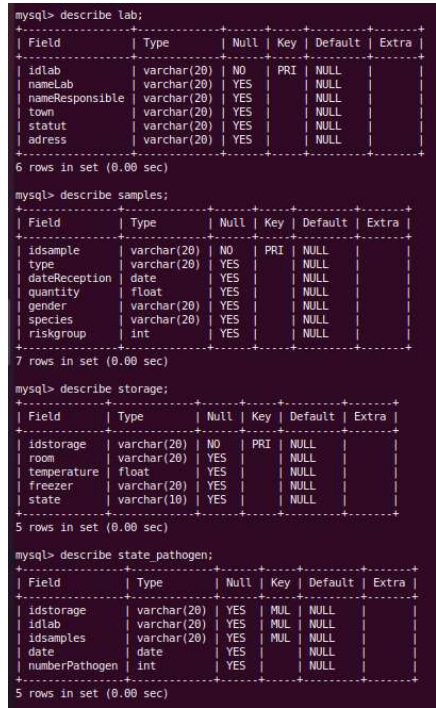 mysql> describe lab;
+-----------------+-------------+------+-----+---------+-------+
| Field | Type | Null | Key | Default | Extra |
+-----------------+-------------+------+-----+---------+-------+
| idlab | varchar(20) | NO | PRI | NULL | |
| nameLab | varchar(20) | YES | | NULL | |
| nameResponsible | varchar(20) | YES | | NULL | |
| town | varchar(20) | YES | | NULL | |
| statut | varchar(20) | YES | | NULL | |
| adress | varchar(20) | YES | | NULL | |
+-----------------+-------------+------+-----+---------+-------+
6 rows in set (0.00 sec)
mysql> describe samples;
+---------------+-------------+------+-----+---------+-------+
| Field | Type | Null | Key | Default | Extra |
+---------------+-------------+------+-----+---------+-------+
| idsample | varchar(20) | NO | PRI | NULL | |
| type | varchar(20) | YES | | NULL | |
| dateReception | date | YES | | NULL | |
| quantity | float | YES | | NULL | |
| gender | varchar(20) | YES | | NULL | |
| species | varchar(20) | YES | | NULL | |
| riskgroup | int | YES | | NULL | |
+---------------+-------------+------+-----+---------+-------+
7 rows in set (0.00 sec)
mysql> describe storage;
+-------------+-------------+------+-----+---------+-------+
| Field | Type | Null | Key | Default | Extra |
+-------------+-------------+------+-----+---------+-------+
| idstorage | varchar(20) | NO | PRI | NULL | |
| room | varchar(20) | YES | | NULL | |
| temperature | float | YES | | NULL | |
| freezer | varchar(20) | YES | | NULL | |
| state | varchar(10) | YES | | NULL | |
+-------------+-------------+------+-----+---------+-------+
5 rows in set (0.00 sec)
mysql> describe state_pathogen;
+----------------+-------------+------+-----+---------+-------+
| Field | Type | Null | Key | Default | Extra |
+----------------+-------------+------+-----+---------+-------+
| idstorage | varchar(20) | YES | MUL | NULL | |
| idlab | varchar(20) | YES | MUL | NULL | |
| idsamples | varchar(20) | YES | MUL | NULL | |
| date | date | YES | | NULL | |
| numberPathogen | int | YES | | NULL | |
+----------------+-------------+------+-----+---------+-------+
5 rows in set (0.00 sec)